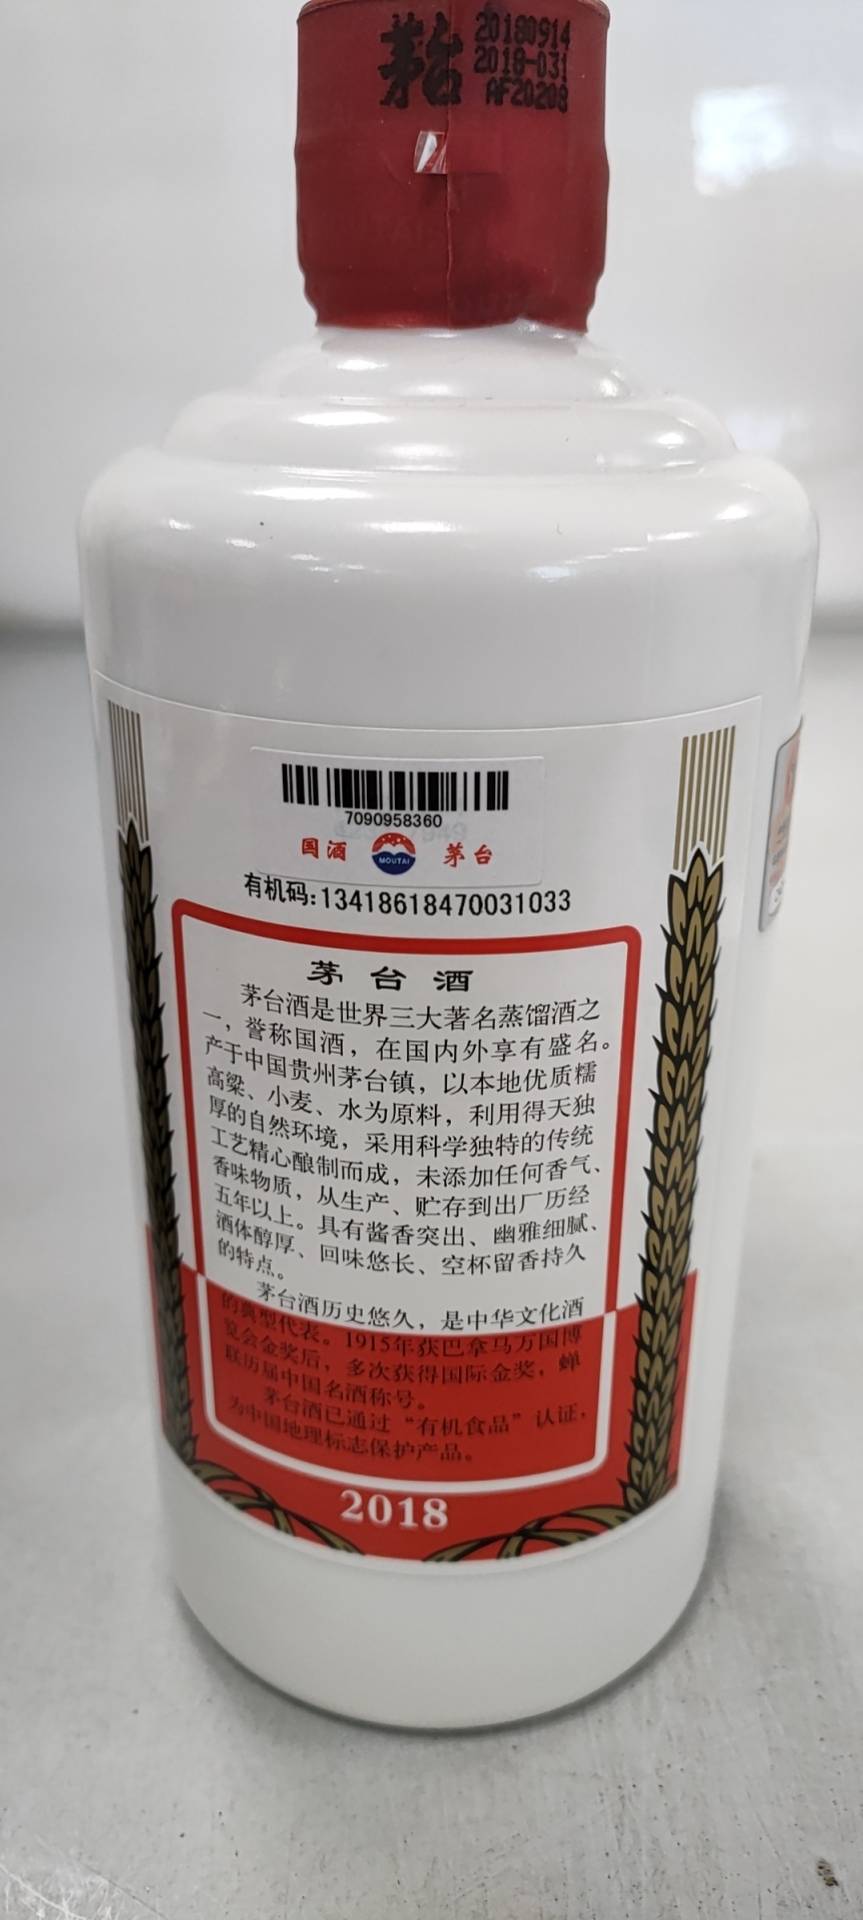 茅台
20180914
2018-031
AF20208
7090958360
国酒 MOUTAI 茅台
有机码:13418618470031033
茅台酒
茅台酒是世界三大著名蒸馏酒之
一，誉称国酒，在国内外享有盛名。
产于中国贵州茅台镇，以本地优质糯
高粱、小麦、水为原料，利用得天独
厚的自然环境，采用科学独特的传统
工艺精心酿制而成，未添加任何香气、
香味物质，从生产、贮存到出厂历经
五年以上。具有酱香突出、幽雅细腻、
酒体醇厚、回味悠长、空杯留香持久
的特点。
茅台酒历史悠久，是中华文化酒
的典型代表。1915年获巴拿马万国博
览会金奖后，多次获得国际金奖，蝉
联历届中国名酒称号。
茅台酒已通过“有机食品”认证，
为中国地理标志保护产品。
2018